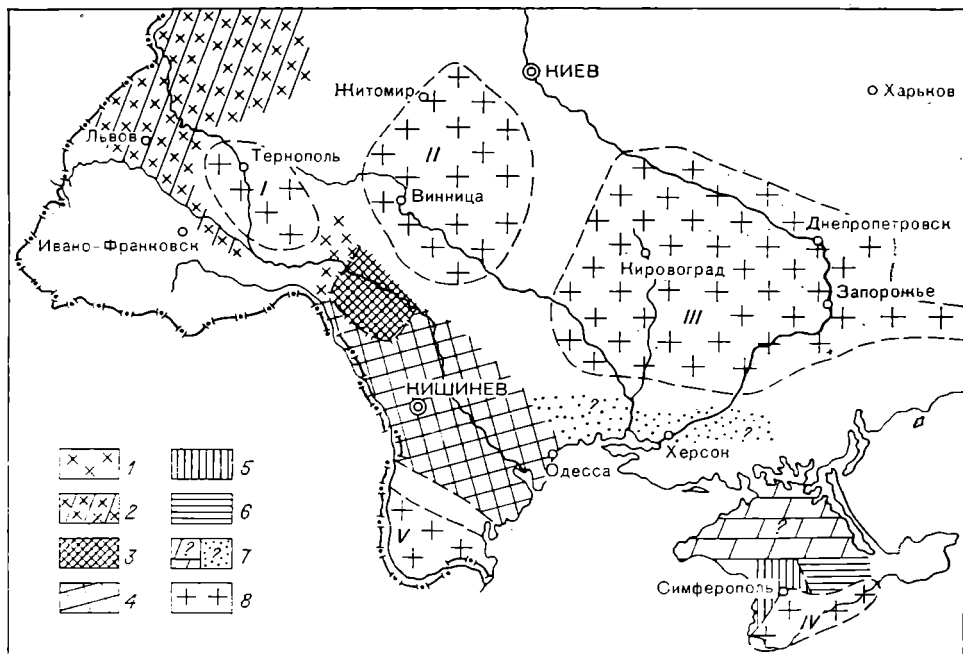 КИЕВ
Житомир
Харьков
Львов
Тернополь
II
I
Винница
Ивано-Франковск
Днепропетровск
Кировоград
Запорожье
III
КИШИНЕВ
?
?
Херсон
Одесса
1 5
2 6
3 ? ? 7
4 8
V
?
Симферополь
IV